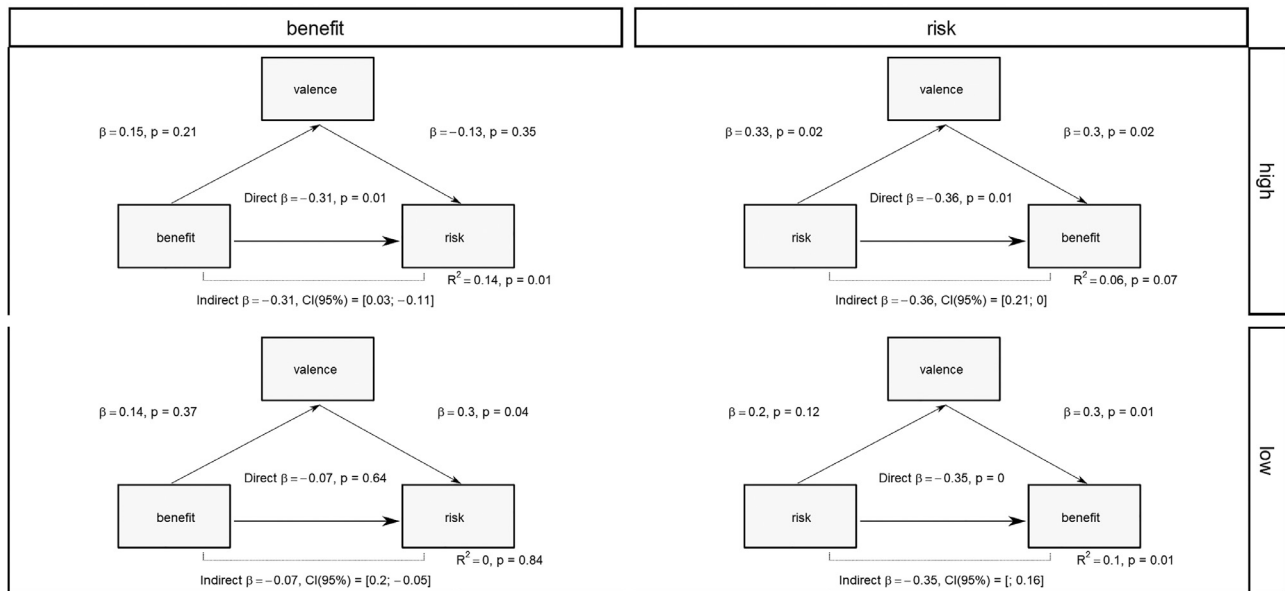 benefit
risk
high
valence
β = 0.15, p = 0.21
β = −0.13, p = 0.35
Direct β = −0.31, p = 0.01
benefit
risk
R² = 0.14, p = 0.01
Indirect β = −0.31, CI(95%) = [0.03; −0.11]
valence
β = 0.33, p = 0.02
β = 0.3, p = 0.02
Direct β = −0.36, p = 0.01
risk
benefit
R² = 0.06, p = 0.07
Indirect β = −0.36, CI(95%) = [0.21; 0]
low
valence
β = 0.14, p = 0.37
β = 0.3, p = 0.04
Direct β = −0.07, p = 0.64
benefit
risk
R² = 0, p = 0.84
Indirect β = −0.07, CI(95%) = [0.2; −0.05]
valence
β = 0.2, p = 0.12
β = 0.3, p = 0.01
Direct β = −0.35, p = 0
risk
benefit
R² = 0.1, p = 0.01
Indirect β = −0.35, CI(95%) = [; 0.16]